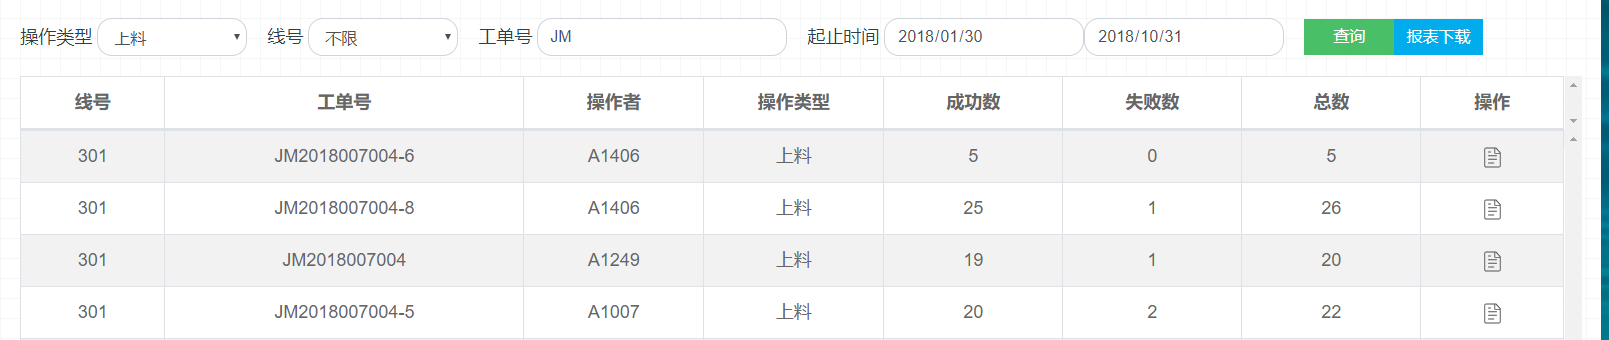 操作类型 上料 线号 不限 工单号 JM 起止时间 2018/01/30 2018/10/31 查询 报表下载
线号 工单号 操作者 操作类型 成功数 失败数 总数 操作
301 JM2018007004-6 A1406 上料 5 0 5
301 JM2018007004-8 A1406 上料 25 1 26
301 JM2018007004 A1249 上料 19 1 20
301 JM2018007004-5 A1007 上料 20 2 22